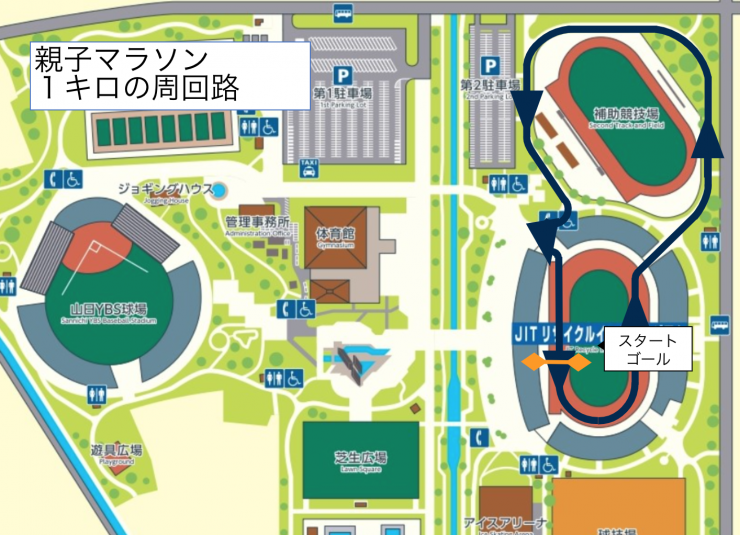 親子マラソン
１キロの周回路
P
第1駐車場
1st Parking Lot
TAXI
P
第2駐車場
2nd Parking Lot
補助競技場
Second Track and Field
ジョギングハウス
Jogging House
管理事務所
Administration Office
体育館
Gymnasium
山日YBS球場
Sannichi YBS Baseball Stadium
JIT リサイクルイ
スタート
ゴール
遊具広場
Playground
芝生広場
Lawn Square
アイスアリーナ
球技場